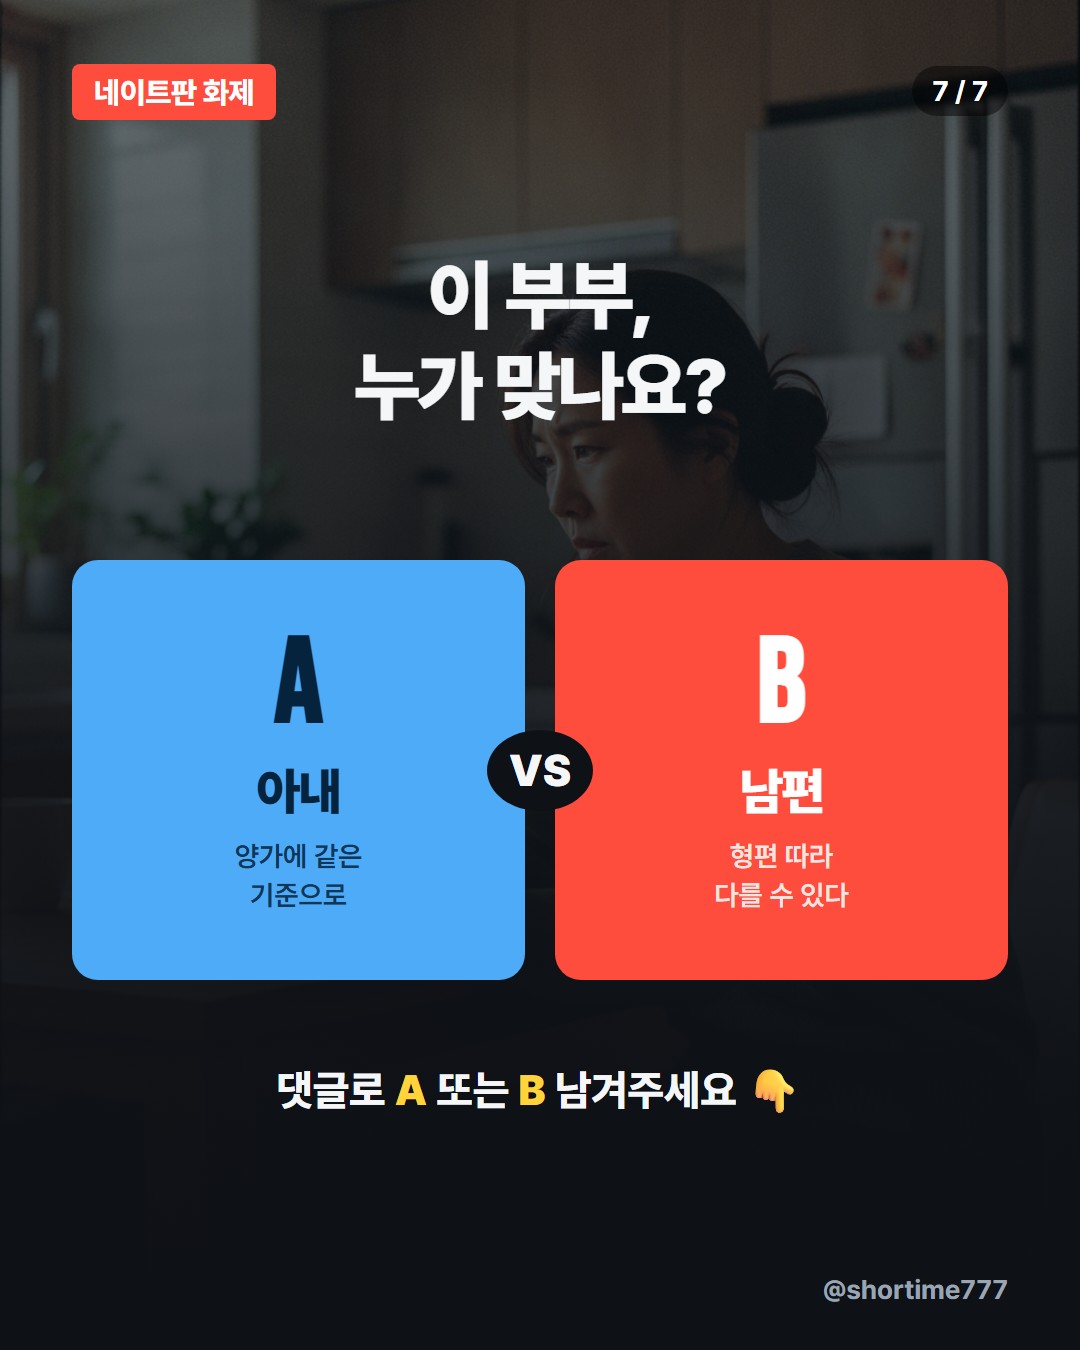 네이트판 화제
7 / 7
이 부부,
누가 맞나요?
A
아내
양가에 같은
기준으로
VS
B
남편
형편 따라
다를 수 있다
댓글로 A 또는 B 남겨주세요 👇
@shortime777